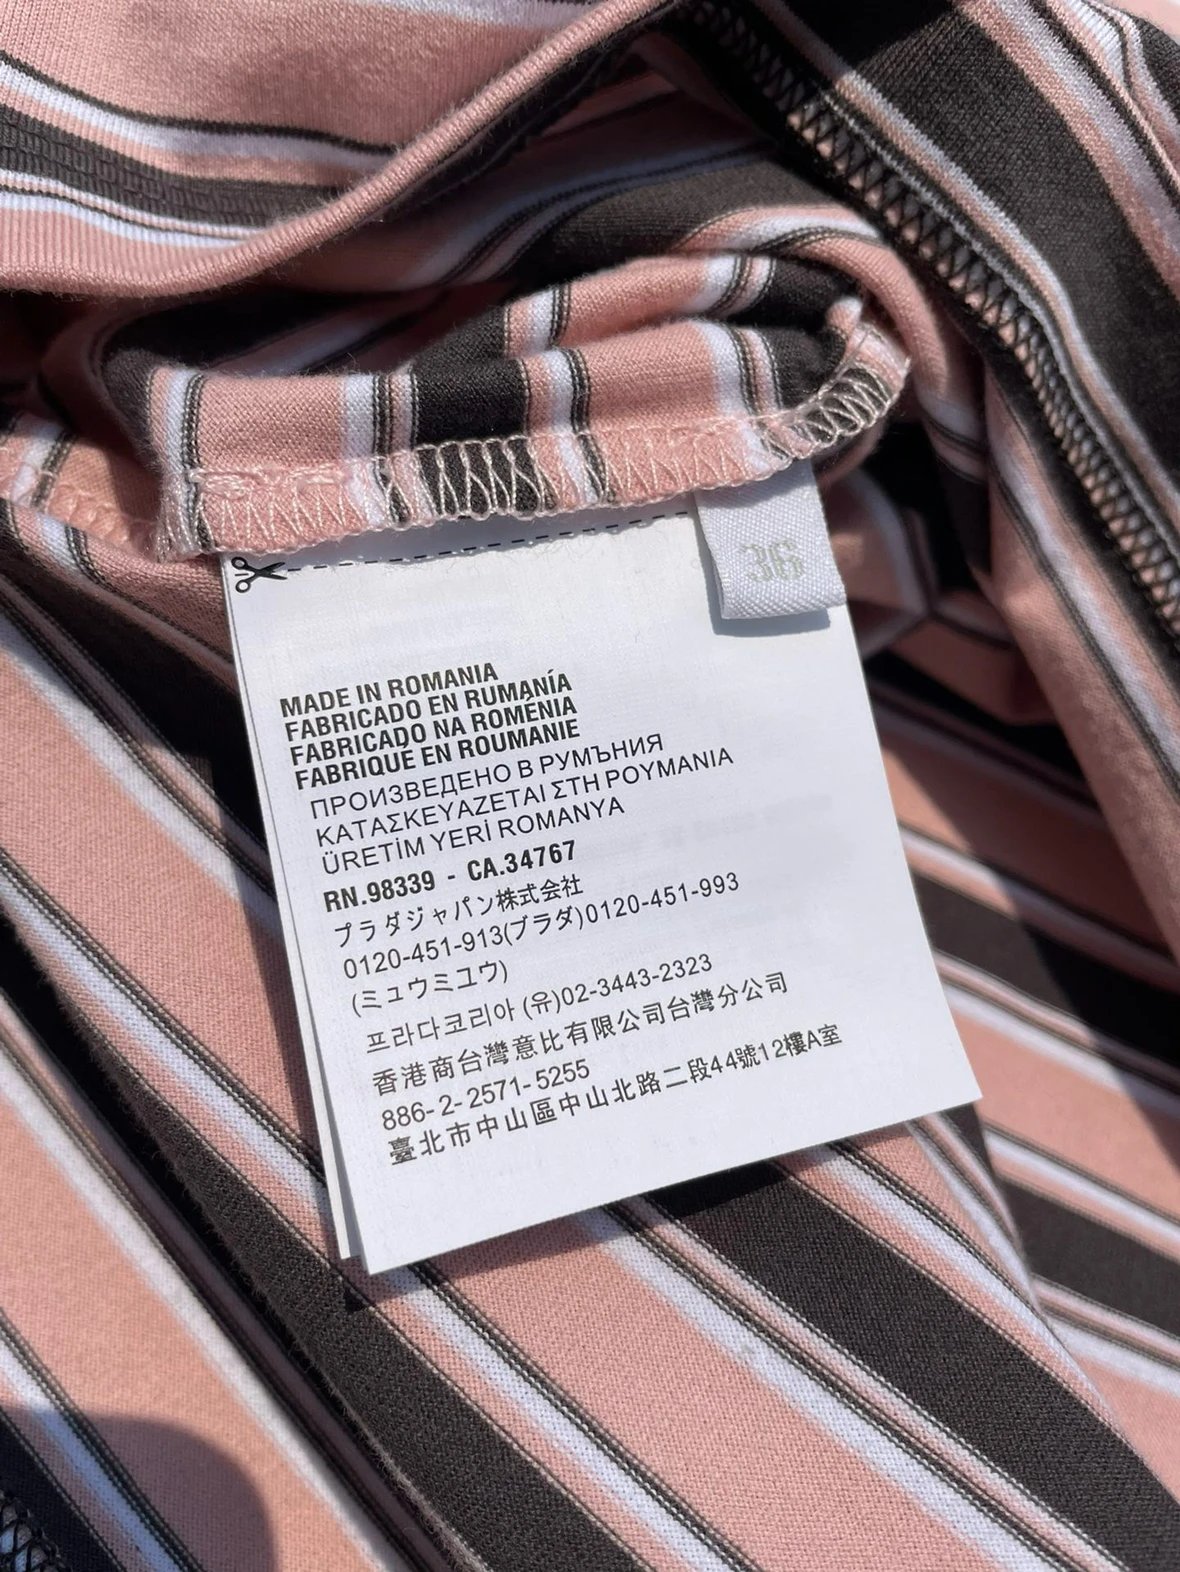 36
MADE IN ROMANIA
FABRICADO EN RUMANÍA
FABRICADO NA ROMÉNIA
FABRIQUÉ EN ROUMANIE
ПРОИЗВЕДЕНО В РУМЪНИЯ
ΚΑΤΑΣΚΕΥΑΖΕΤΑΙ ΣΤΗ ΡΟΥΜΑΝΙΑ
ÜRETİM YERİ ROMANYA
RN.98339 - CA.34767
プラダジャパン株式会社
0120-451-913(プラダ)0120-451-993
(ミュウミュウ)
프라다코리아 (유)02-3443-2323
香港商台灣意比有限公司台灣分公司
886-2-2571-5255
臺北市中山區中山北路二段44號12樓A室